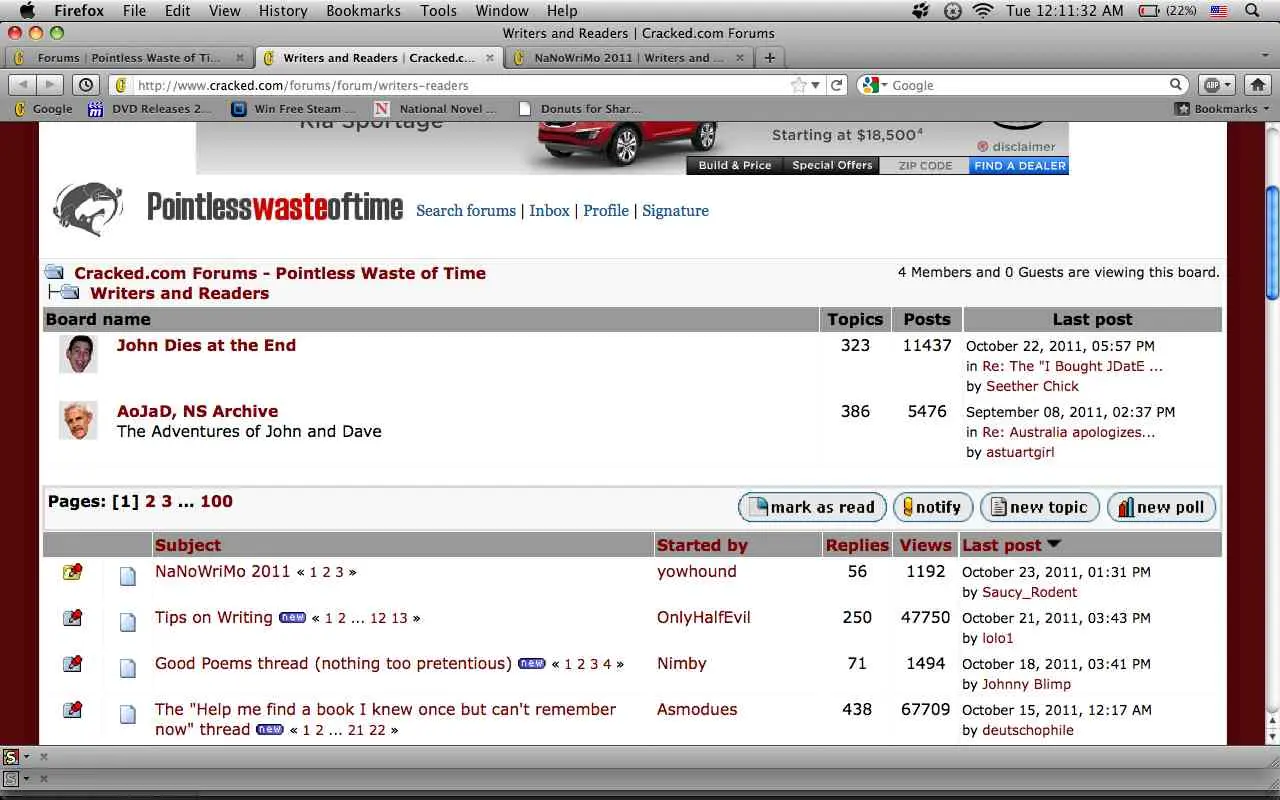 Firefox File Edit View History Bookmarks Tools Window Help Tue 12:11:32 AM (22%)
Writers and Readers | Cracked.com Forums
Forums | Pointless Waste of Ti... Writers and Readers | Cracked.c... NaNoWriMo 2011 | Writers and ...
http://www.cracked.com/forums/forum/writers-readers Google ABP
Google DVD Releases 2... Win Free Steam ... N National Novel ... Donuts for Shar... Bookmarks
Kia Sportage Starting at $18,500⁴
disclaimer
Build & Price Special Offers ZIP CODE FIND A DEALER
Pointlesswasteoftime Search forums | Inbox | Profile | Signature
Cracked.com Forums - Pointless Waste of Time 4 Members and 0 Guests are viewing this board.
Writers and Readers
Board name Topics Posts Last post
John Dies at the End 323 11437 October 22, 2011, 05:57 PM
in Re: The "I Bought JDatE ...
by Seether Chick
AoJaD, NS Archive 386 5476 September 08, 2011, 02:37 PM
The Adventures of John and Dave in Re: Australia apologizes...
by astuartgirl
Pages: [1] 2 3 ... 100 mark as read notify new topic new poll
Subject Started by Replies Views Last post
NaNoWriMo 2011 « 1 2 3 » yowhound 56 1192 October 23, 2011, 01:31 PM
by Saucy_Rodent
Tips on Writing new « 1 2 ... 12 13 » OnlyHalfEvil 250 47750 October 21, 2011, 03:43 PM
by lolo1
Good Poems thread (nothing too pretentious) new « 1 2 3 4 » Nimby 71 1494 October 18, 2011, 03:41 PM
by Johnny Blimp
The "Help me find a book I knew once but can't remember Asmodues 438 67709 October 15, 2011, 12:17 AM
now" thread new « 1 2 ... 21 22 » by deutschophile
S
S